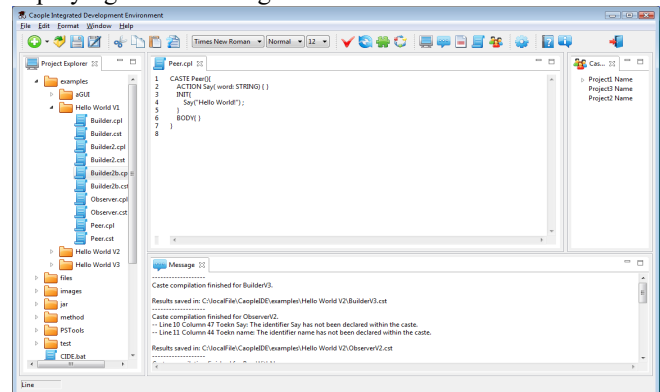 Caople Integrated Development Environment
File Edit Format Window Help
Times New Roman Normal 12
Project Explorer
examples
aGUI
Hello World V1
Builder.cpl
Builder.cst
Builder2.cpl
Builder2.cst
Builder2b.cp
Builder2b.cst
Observer.cpl
Observer.cst
Peer.cpl
Peer.cst
Hello World V2
Hello World V3
files
images
jar
method
PSTools
test
CIDE.bat
Peer.cpl
1 CASTE Peer(){
2 ACTION Say( word: STRING) { }
3 INIT{
4 Say("Hello World!") ;
5 }
6 BODY{ }
7 }
8
Cas...
Project1 Name
Project3 Name
Project2 Name
Message
-------------------
Caste compilation finished for BuilderV3.
Results saved in: C:\localFile\CaopleIDE\examples\Hello World V2\BuilderV3.cst
-------------------
Caste compilation finished for ObserverV2.
-- Line 10 Column 47 Toekn Say: The identifier Say has not been declared within the caste.
-- Line 11 Column 44 Toekn name: The identifier name has not been declared within the caste.
Results saved in: C:\localFile\CaopleIDE\examples\Hello World V2\ObserverV2.cst
-------------------
Line